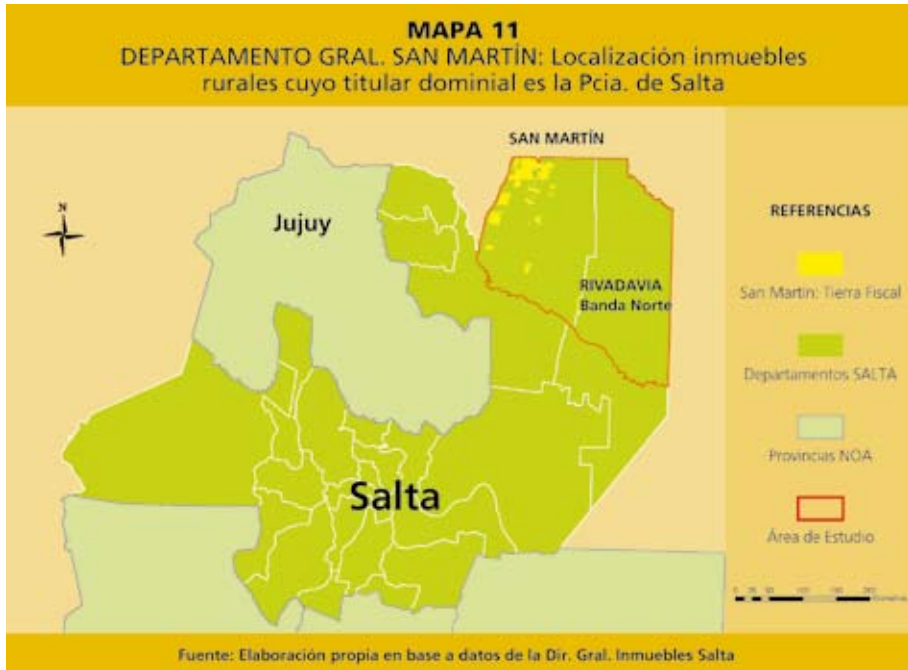 MAPA 11
DEPARTAMENTO GRAL. SAN MARTÍN: Localización inmuebles
rurales cuyo titular dominial es la Pcia. de Salta
SAN MARTÍN
N
Jujuy
REFERENCIAS
San Martín: Tierra Fiscal
RIVADAVIA
Banda Norte
Departamentos SALTA
Provincias NOA
Salta
Área de Estudio
Fuente: Elaboración propia en base a datos de la Dir. Gral. Inmuebles Salta